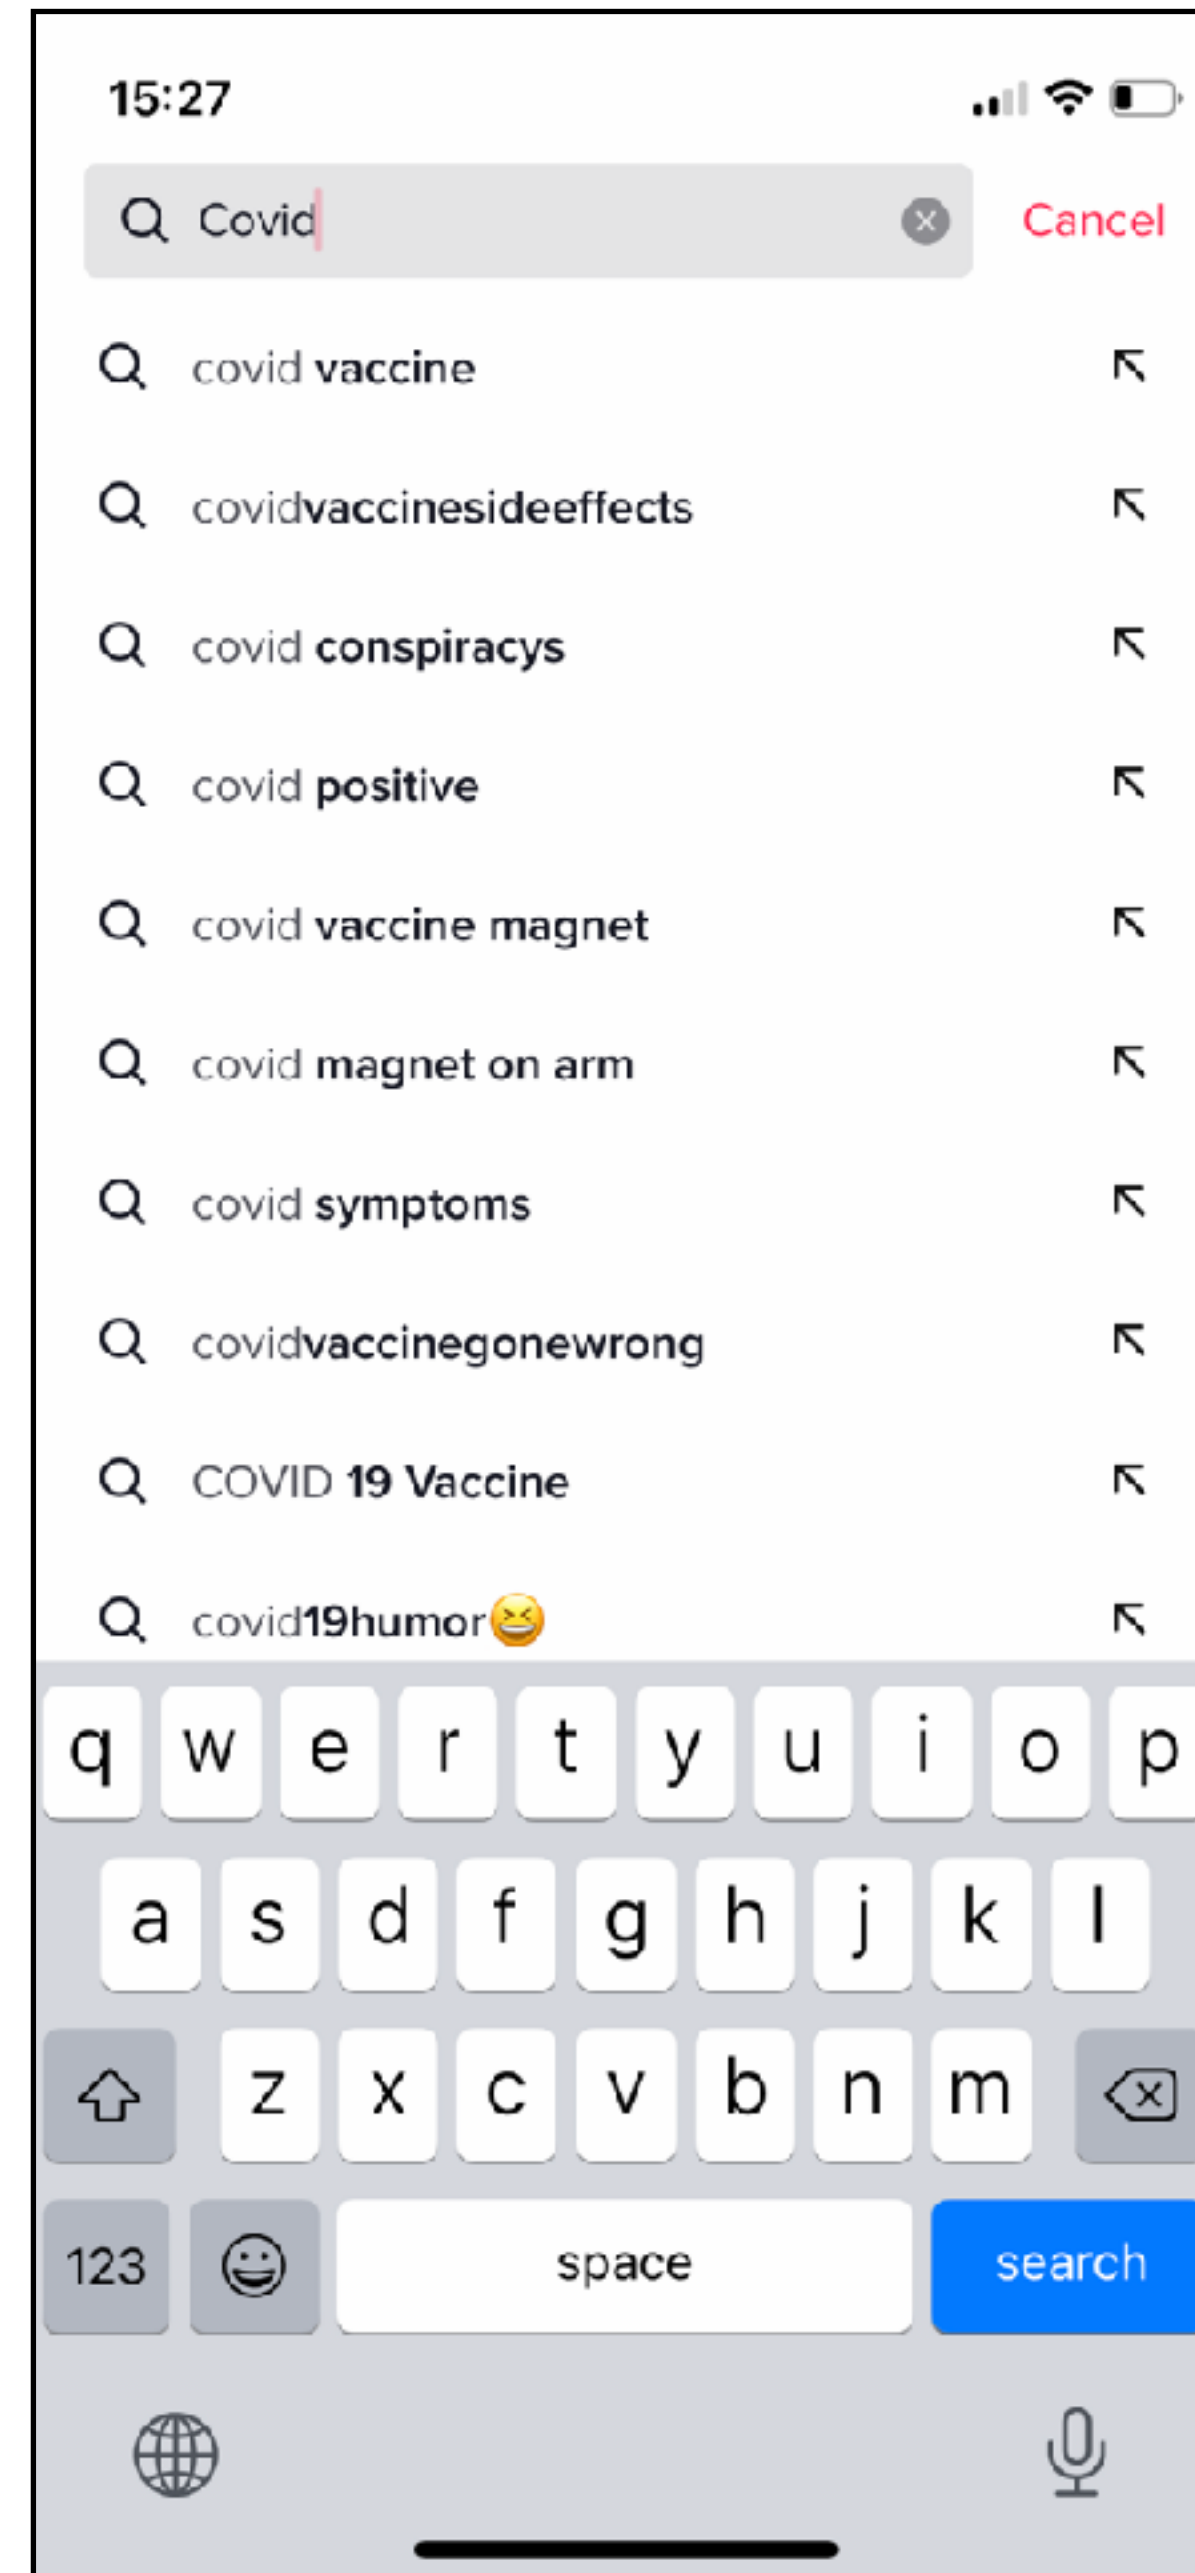 15:27
Covid Cancel
covid vaccine
covidvaccinesideeffects
covid conspiracys
covid positive
covid vaccine magnet
covid magnet on arm
covid symptoms
covidvaccinegonewrong
COVID 19 Vaccine
covid19humor😆
q w e r t y u i o p
a s d f g h j k l
z x c v b n m
123 space search